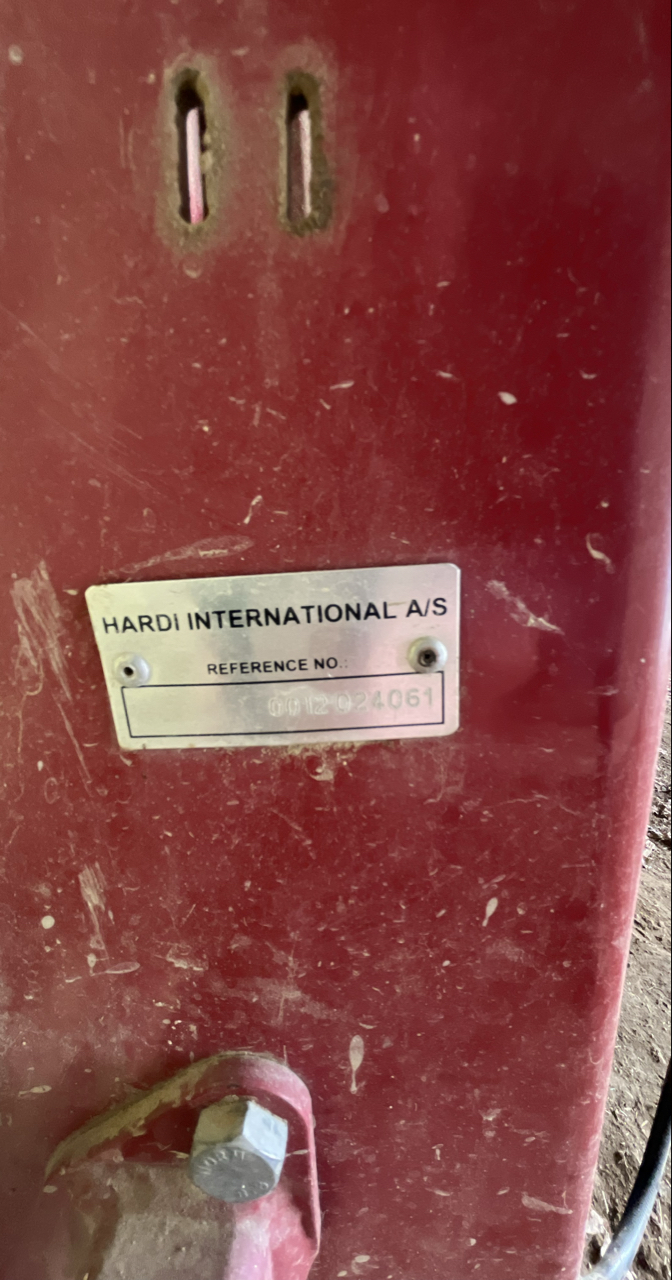 HARDI INTERNATIONAL A/S
REFERENCE NO.:
0012024061